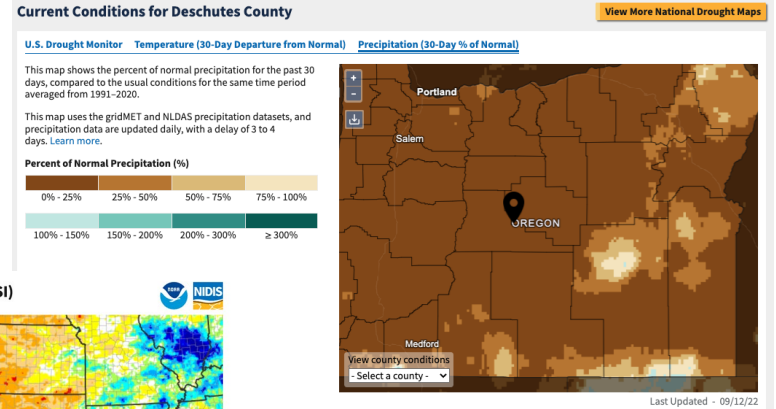 Current Conditions for Deschutes County
View More National Drought Maps
U.S. Drought Monitor Temperature (30-Day Departure from Normal) Precipitation (30-Day % of Normal)
This map shows the percent of normal precipitation for the past 30
days, compared to the usual conditions for the same time period
averaged from 1991–2020.
This map uses the gridMET and NLDAS precipitation datasets, and
precipitation data are updated daily, with a delay of 3 to 4
days. Learn more.
Percent of Normal Precipitation (%)
0% - 25% 25% - 50% 50% - 75% 75% - 100%
100% - 150% 150% - 200% 200% - 300% ≥ 300%
SI)
NOAA
NIDIS
+
–
Portland
Salem
OREGON
Medford
View county conditions
- Select a county -
Last Updated - 09/12/22